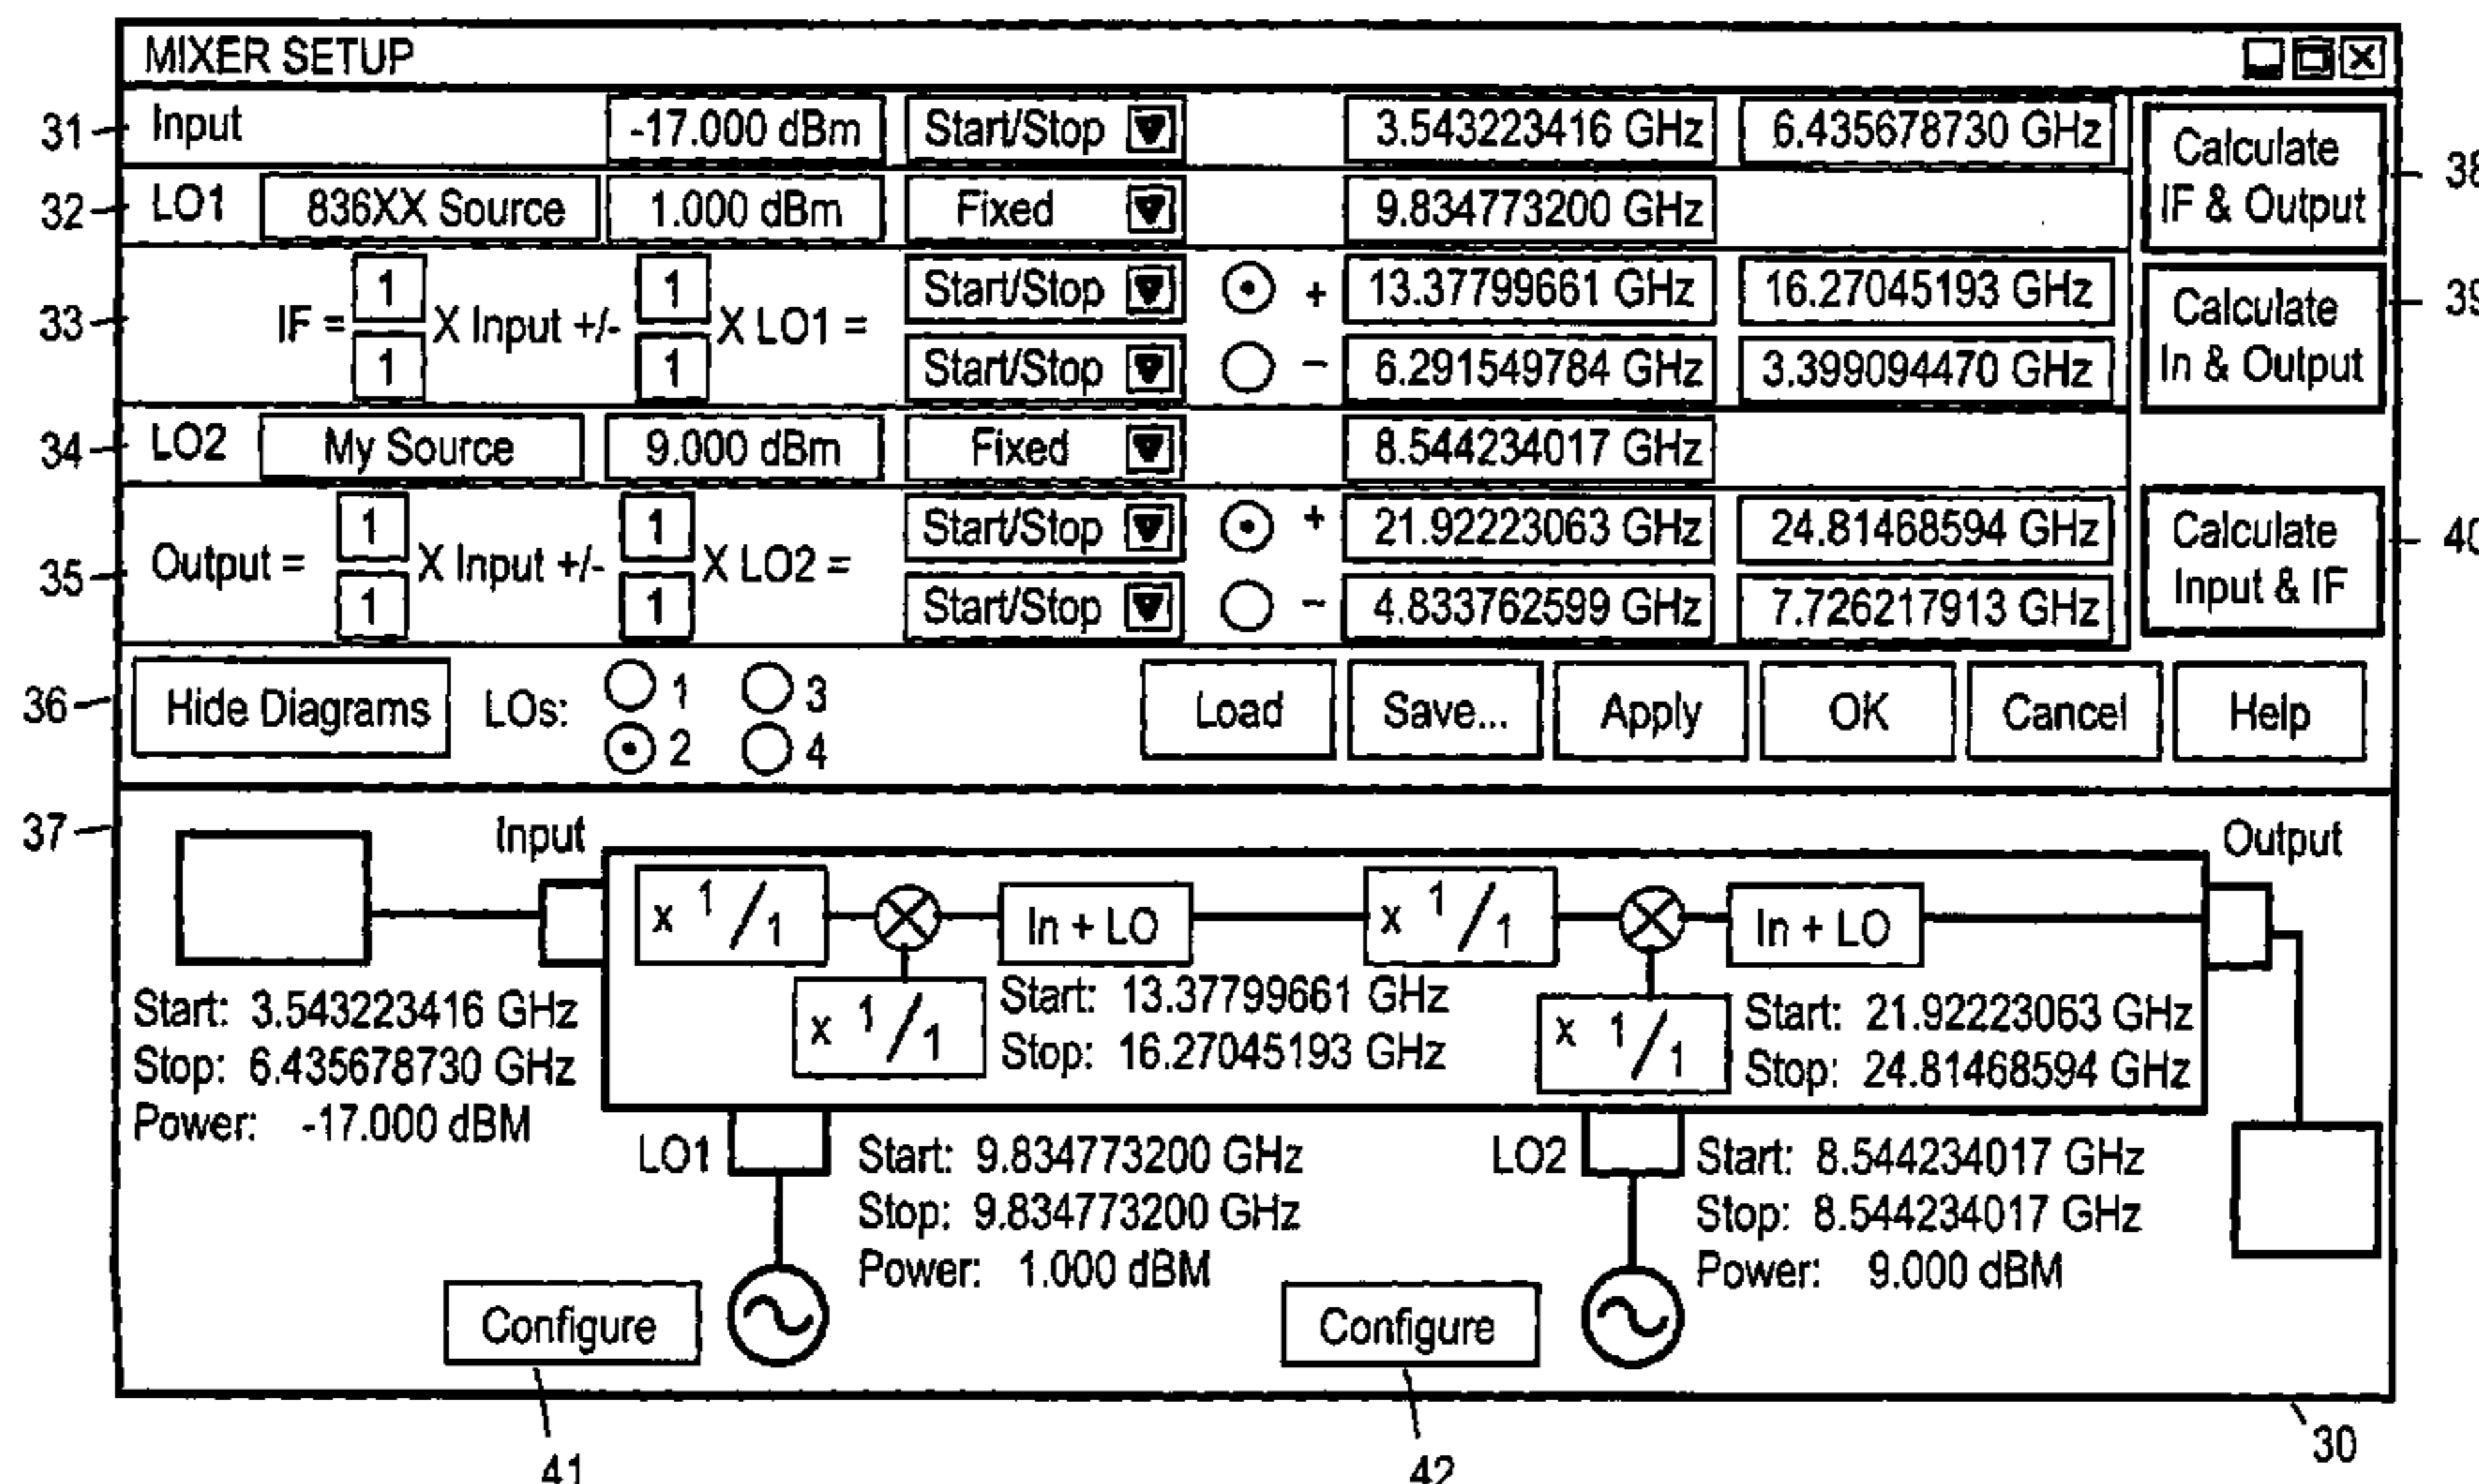 MIXER SETUP
31 Input -17.000 dBm Start/Stop 3.543223416 GHz 6.435678730 GHz
Calculate
IF & Output
38
32 LO1 836XX Source 1.000 dBm Fixed 9.834773200 GHz
1 1 Start/Stop + 13.37799661 GHz 16.27045193 GHz
33 IF = X Input +/- X LO1 =
1 1 Start/Stop - 6.291549784 GHz 3.399094470 GHz
Calculate
In & Output
39
34 LO2 My Source 9.000 dBm Fixed 8.544234017 GHz
1 1 Start/Stop + 21.92223063 GHz 24.81468594 GHz
35 Output = X Input +/- X LO2 =
1 1 Start/Stop - 4.833762599 GHz 7.726217913 GHz
Calculate
Input & IF
40
36 Hide Diagrams LOs: 1 3
2 4
Load Save... Apply OK Cancel Help
37
Input Output
x 1/1 In + LO x 1/1 In + LO
Start: 3.543223416 GHz
Stop: 6.435678730 GHz
Power: -17.000 dBM
x 1/1
Start: 13.37799661 GHz
Stop: 16.27045193 GHz
x 1/1
Start: 21.92223063 GHz
Stop: 24.81468594 GHz
LO1
Start: 9.834773200 GHz
Stop: 9.834773200 GHz
Power: 1.000 dBM
LO2
Start: 8.544234017 GHz
Stop: 8.544234017 GHz
Power: 9.000 dBM
Configure Configure
41 42 30